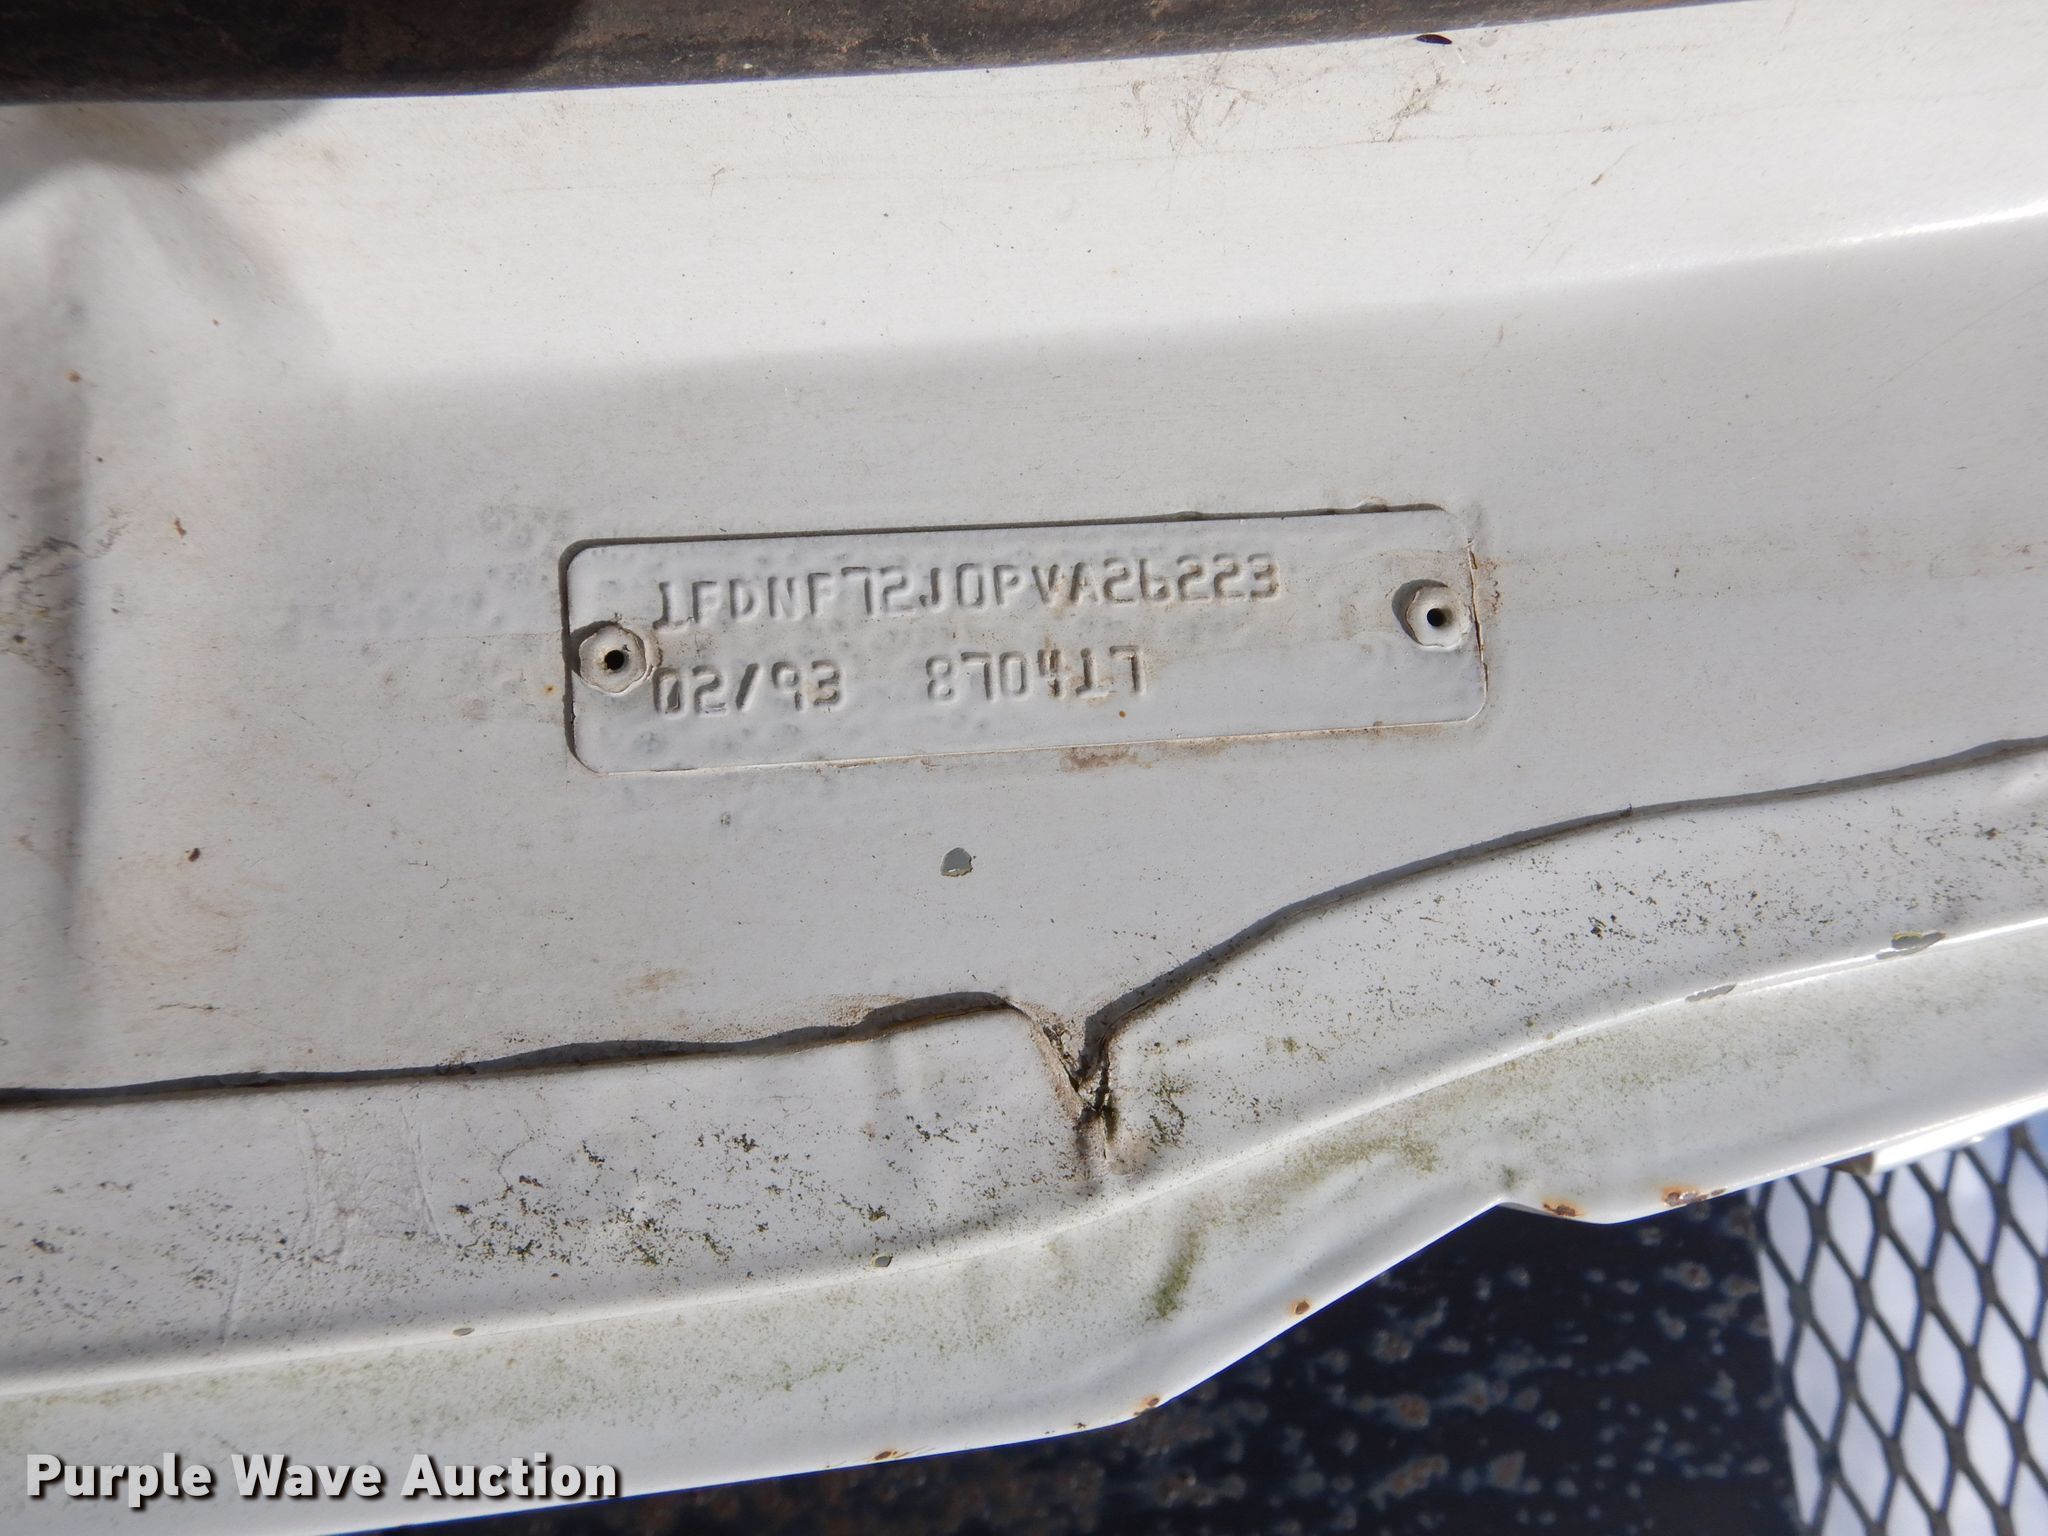 1FDNF72J0PVA26223
02/93 870417
Purple Wave Auction